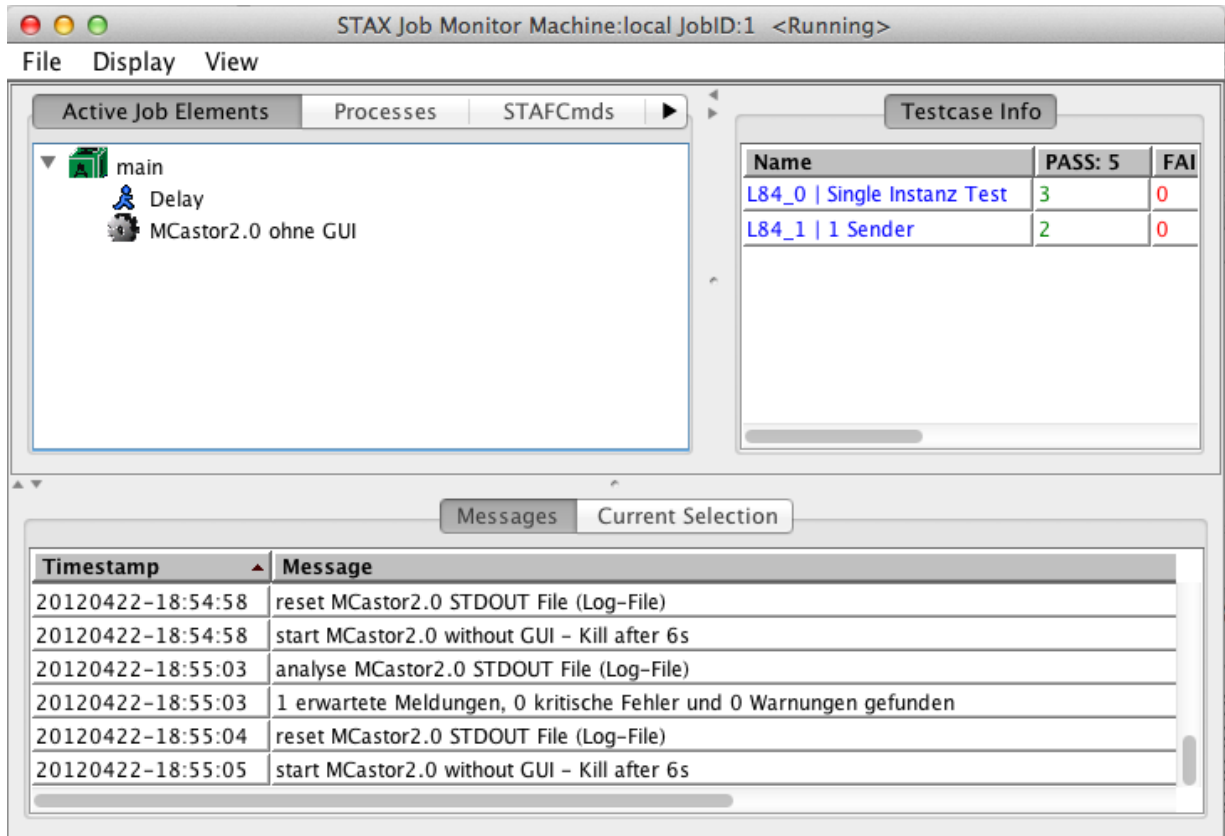 STAX Job Monitor Machine:local JobID:1 <Running>
File Display View
Active Job Elements Processes STAFCmds
main
Delay
MCastor2.0 ohne GUI
Testcase Info
Name PASS: 5 FAI
L84_0 | Single Instanz Test 3 0
L84_1 | 1 Sender 2 0
Messages Current Selection
Timestamp Message
20120422-18:54:58 reset MCastor2.0 STDOUT File (Log-File)
20120422-18:54:58 start MCastor2.0 without GUI - Kill after 6s
20120422-18:55:03 analyse MCastor2.0 STDOUT File (Log-File)
20120422-18:55:03 1 erwartete Meldungen, 0 kritische Fehler und 0 Warnungen gefunden
20120422-18:55:04 reset MCastor2.0 STDOUT File (Log-File)
20120422-18:55:05 start MCastor2.0 without GUI - Kill after 6s